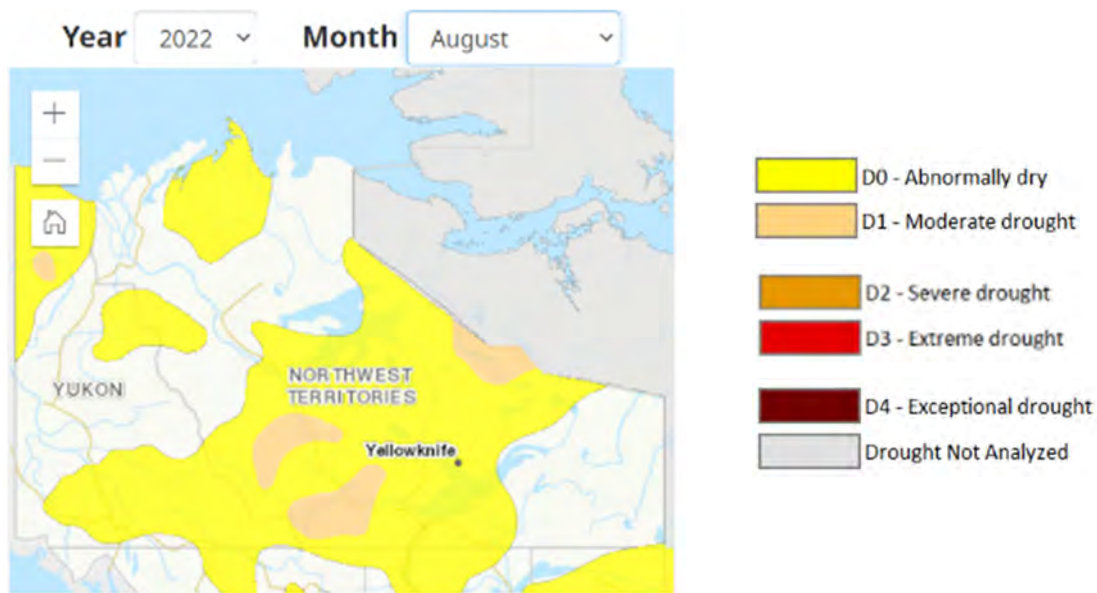 Year 2022 Month August
+
−
D0 - Abnormally dry
D1 - Moderate drought
D2 - Severe drought
D3 - Extreme drought
YUKON
NORTHWEST
TERRITORIES
D4 - Exceptional drought
Yellowknife
Drought Not Analyzed